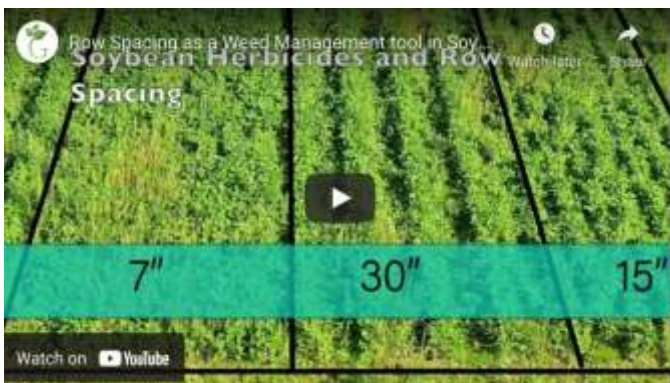 Row Spacing as a Weed Management tool in Soy...
Soybean Herbicides and Row
Spacing
Watch later
Share
7"
30"
15"
Watch on YouTube